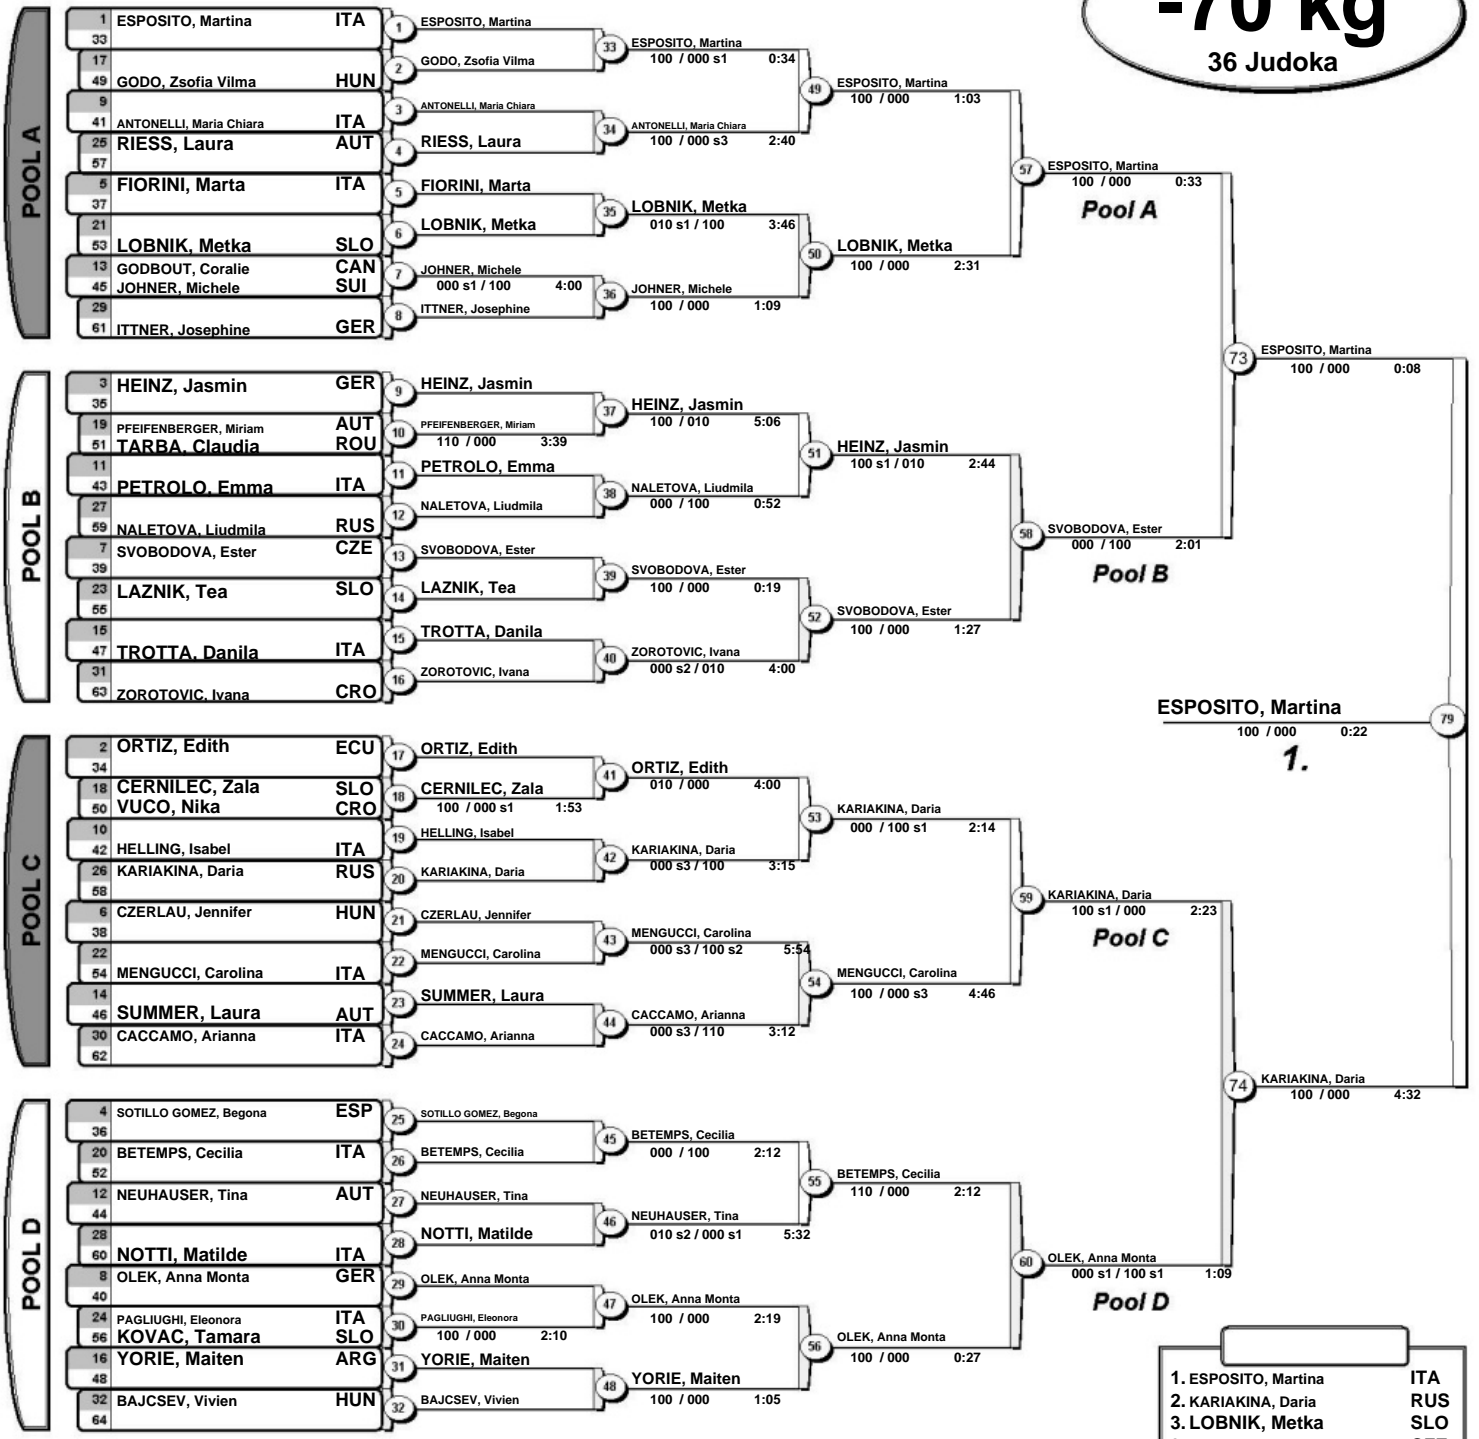 -70 kg
36 Judoka
POOL A
1 ESPOSITO, Martina ITA
33
17
49 GODO, Zsofia Vilma HUN
9
41 ANTONELLI, Maria Chiara ITA
25 RIESS, Laura AUT
57
5 FIORINI, Marta ITA
37
21
53 LOBNIK, Metka SLO
13 GODBOUT, Coralie CAN
45 JOHNER, Michele SUI
29
61 ITTNER, Josephine GER
1 ESPOSITO, Martina
2 GODO, Zsofia Vilma
3 ANTONELLI, Maria Chiara
4 RIESS, Laura
5 FIORINI, Marta
6 LOBNIK, Metka
7 JOHNER, Michele
000 s1 / 100 4:00
8 ITTNER, Josephine
33 ESPOSITO, Martina
100 / 000 s1 0:34
34 ANTONELLI, Maria Chiara
100 / 000 s3 2:40
35 LOBNIK, Metka
010 s1 / 100 3:46
36 JOHNER, Michele
100 / 000 1:09
49 ESPOSITO, Martina
100 / 000 1:03
50 LOBNIK, Metka
100 / 000 2:31
57 ESPOSITO, Martina
100 / 000 0:33
Pool A
POOL B
3 HEINZ, Jasmin GER
35
19 PFEIFENBERGER, Miriam AUT
51 TARBA, Claudia ROU
11
43 PETROLO, Emma ITA
27
59 NALETOVA, Liudmila RUS
7 SVOBODOVA, Ester CZE
39
23 LAZNIK, Tea SLO
55
15
47 TROTTA, Danila ITA
31
63 ZOROTOVIC, Ivana CRO
9 HEINZ, Jasmin
10 PFEIFENBERGER, Miriam
110 / 000 3:39
11 PETROLO, Emma
12 NALETOVA, Liudmila
13 SVOBODOVA, Ester
14 LAZNIK, Tea
15 TROTTA, Danila
16 ZOROTOVIC, Ivana
37 HEINZ, Jasmin
100 / 010 5:06
38 NALETOVA, Liudmila
000 / 100 0:52
39 SVOBODOVA, Ester
100 / 000 0:19
40 ZOROTOVIC, Ivana
000 s2 / 010 4:00
51 HEINZ, Jasmin
100 s1 / 010 2:44
52 SVOBODOVA, Ester
100 / 000 1:27
58 SVOBODOVA, Ester
000 / 100 2:01
Pool B
73 ESPOSITO, Martina
100 / 000 0:08
ESPOSITO, Martina 79
100 / 000 0:22
1.
POOL C
2 ORTIZ, Edith ECU
34
18 CERNILEC, Zala SLO
50 VUCO, Nika CRO
10
42 HELLING, Isabel ITA
26 KARIAKINA, Daria RUS
58
6 CZERLAU, Jennifer HUN
38
22
54 MENGUCCI, Carolina ITA
14
46 SUMMER, Laura AUT
30 CACCAMO, Arianna ITA
62
17 ORTIZ, Edith
18 CERNILEC, Zala
100 / 000 s1 1:53
19 HELLING, Isabel
20 KARIAKINA, Daria
21 CZERLAU, Jennifer
22 MENGUCCI, Carolina
23 SUMMER, Laura
24 CACCAMO, Arianna
41 ORTIZ, Edith
010 / 000 4:00
42 KARIAKINA, Daria
000 s3 / 100 3:15
43 MENGUCCI, Carolina
000 s3 / 100 s2 5:54
44 CACCAMO, Arianna
000 s3 / 110 3:12
53 KARIAKINA, Daria
000 / 100 s1 2:14
54 MENGUCCI, Carolina
100 / 000 s3 4:46
59 KARIAKINA, Daria
100 s1 / 000 2:23
Pool C
POOL D
4 SOTILLO GOMEZ, Begona ESP
36
20 BETEMPS, Cecilia ITA
52
12 NEUHAUSER, Tina AUT
44
28
60 NOTTI, Matilde ITA
8 OLEK, Anna Monta GER
40
24 PAGLIUGHI, Eleonora ITA
56 KOVAC, Tamara SLO
16 YORIE, Maiten ARG
48
32 BAJCSEV, Vivien HUN
64
25 SOTILLO GOMEZ, Begona
26 BETEMPS, Cecilia
27 NEUHAUSER, Tina
28 NOTTI, Matilde
29 OLEK, Anna Monta
30 PAGLIUGHI, Eleonora
100 / 000 2:10
31 YORIE, Maiten
32 BAJCSEV, Vivien
45 BETEMPS, Cecilia
000 / 100 2:12
46 NEUHAUSER, Tina
010 s2 / 000 s1 5:32
47 OLEK, Anna Monta
100 / 000 2:19
48 YORIE, Maiten
100 / 000 1:05
55 BETEMPS, Cecilia
110 / 000 2:12
56 OLEK, Anna Monta
100 / 000 0:27
60 OLEK, Anna Monta
000 s1 / 100 s1 1:09
Pool D
74 KARIAKINA, Daria
100 / 000 4:32
1. ESPOSITO, Martina ITA
2. KARIAKINA, Daria RUS
3. LOBNIK, Metka SLO